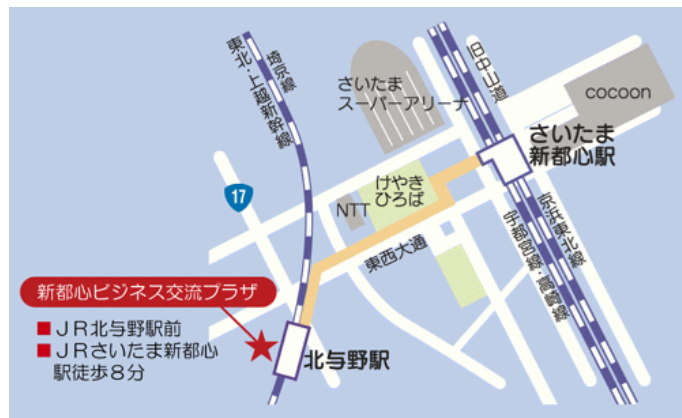 埼京線
東北・上越新幹線
さいたま
スーパーアリーナ
旧中山道
cocoon
さいたま
新都心駅
けやき
ひろば
NTT
17
東西大通
京浜東北線
宇都宮線・高崎線
新都心ビジネス交流プラザ
■ＪＲ北与野駅前
■ＪＲさいたま新都心
駅徒歩８分
北与野駅